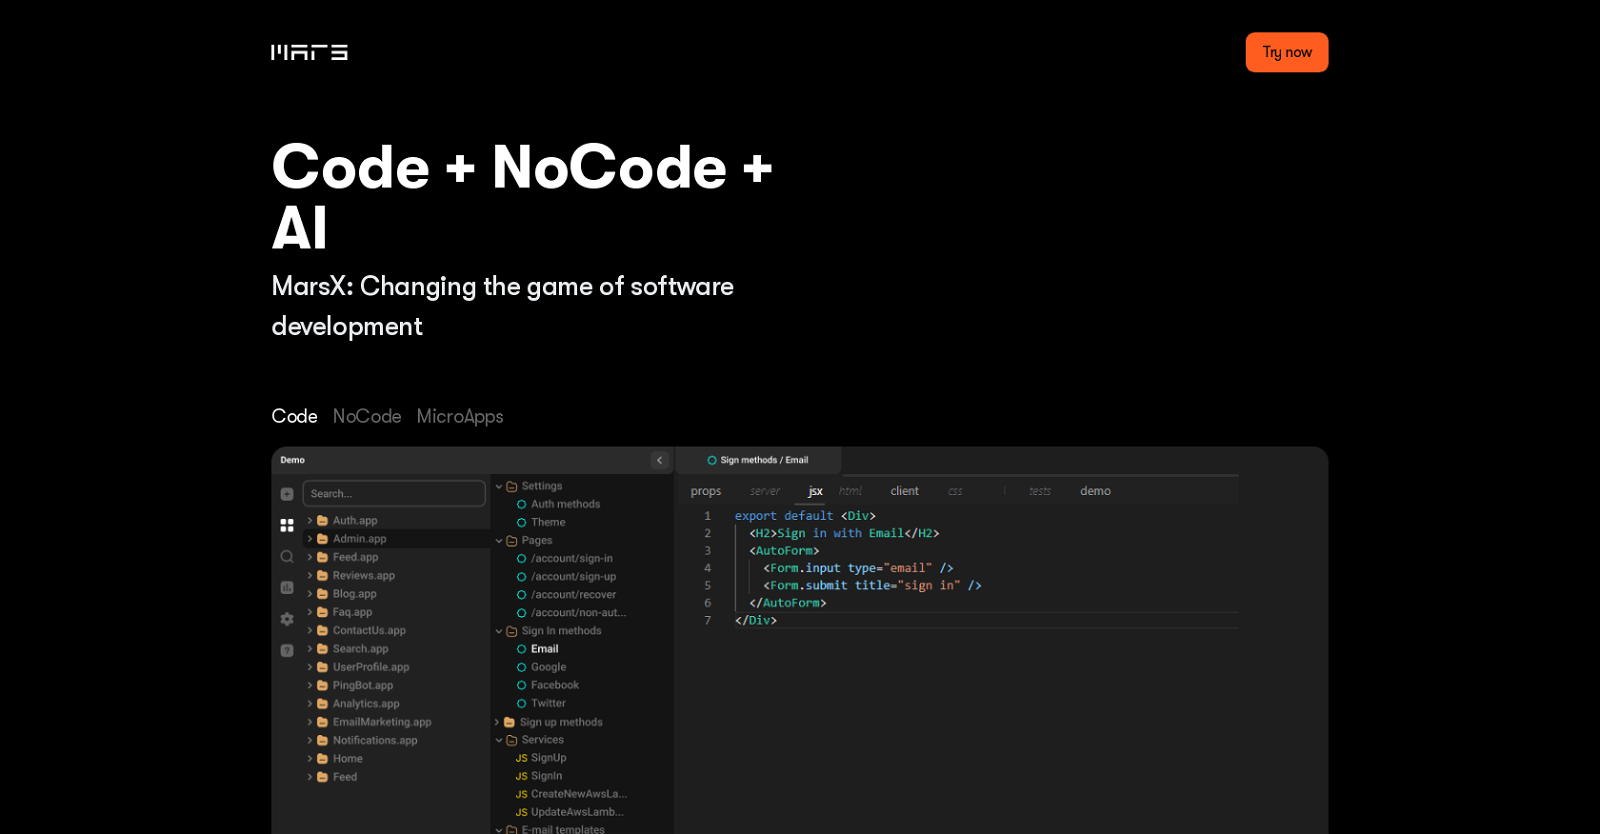 MARS
Try now
Code + NoCode +
AI
MarsX: Changing the game of software
development
Code NoCode MicroApps
Demo
Search...
Auth.app
Admin.app
Feed.app
Reviews.app
Blog.app
Faq.app
ContactUs.app
Search.app
UserProfile.app
PingBot.app
Analytics.app
EmailMarketing.app
Notifications.app
Home
Feed
Settings
Auth methods
Theme
Pages
/account/sign-in
/account/sign-up
/account/recover
/account/non-aut...
Sign In methods
Email
Google
Facebook
Twitter
Sign up methods
Services
JS SignUp
JS SignIn
JS CreateNewAwsLa...
JS UpdateAwsLamb...
E-mail templates
Sign methods / Email
props server jsx html client css tests demo
1 export default <Div>
2 <H2>Sign in with Email</H2>
3 <AutoForm>
4 <Form.input type="email" />
5 <Form.submit title="sign in" />
6 </AutoForm>
7 </Div>